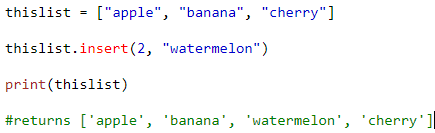 thislist = ["apple", "banana", "cherry"]
thislist.insert(2, "watermelon")
print(thislist)
#returns ['apple', 'banana', 'watermelon', 'cherry']